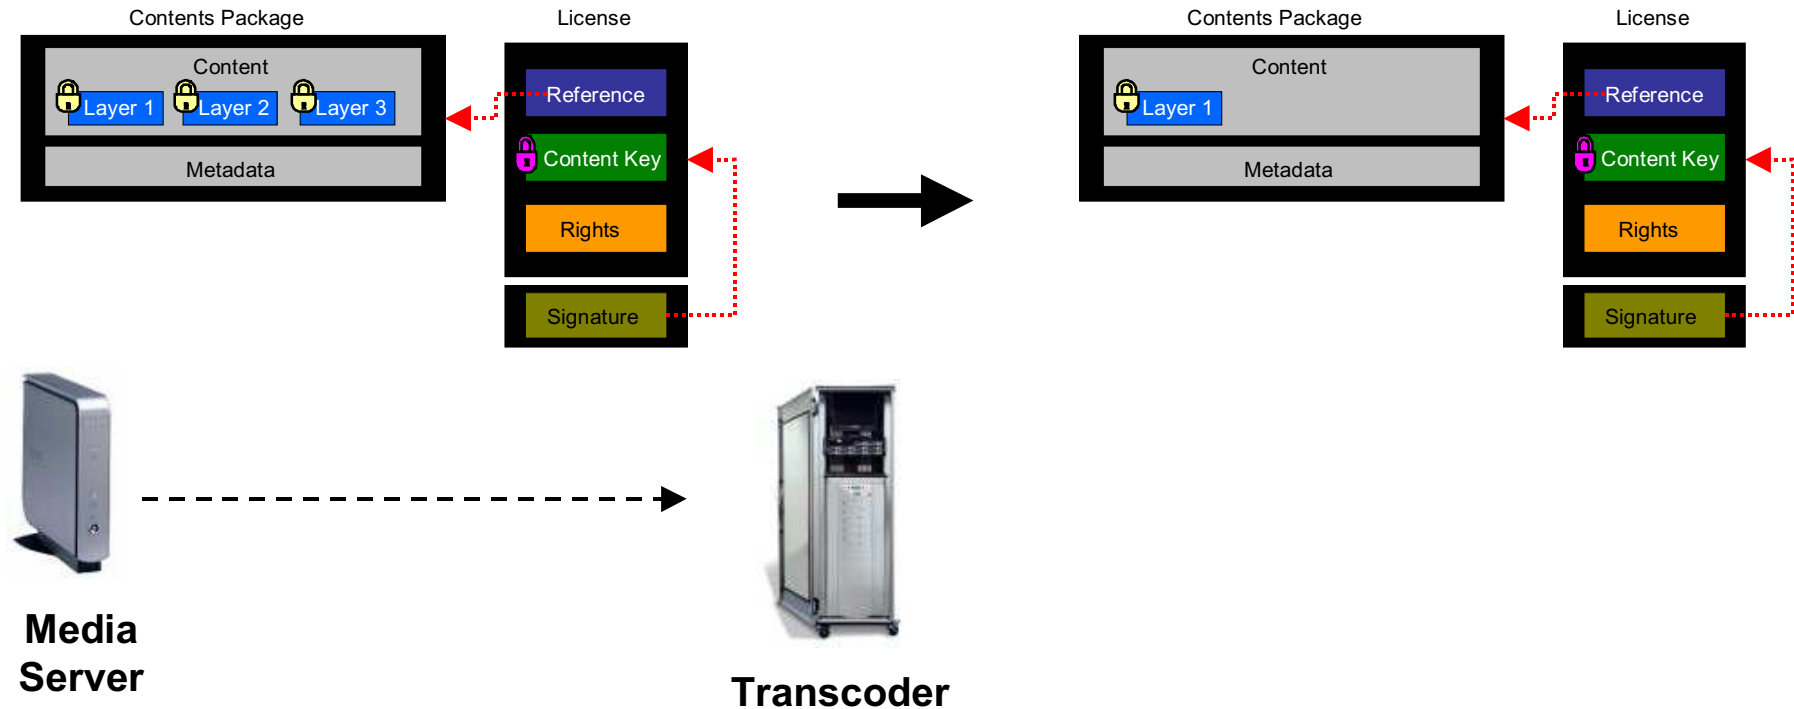 Contents Package
License
Content
Layer 1
Layer 2
Layer 3
Metadata
Reference
Content Key
Rights
Signature
Contents Package
License
Content
Layer 1
Metadata
Reference
Content Key
Rights
Signature
Media
Server
Transcoder